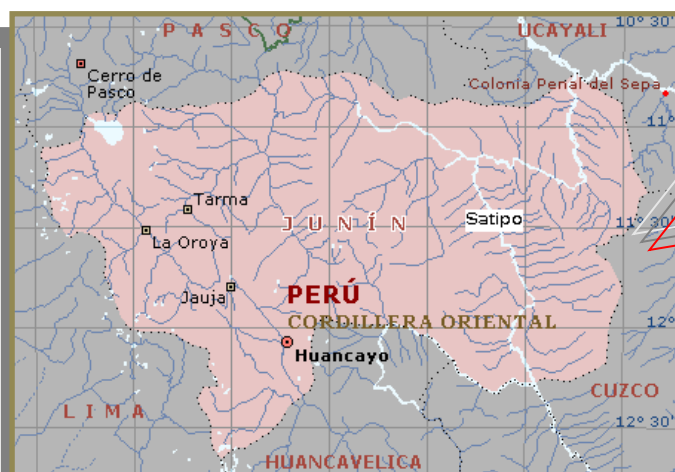 PASCO
UCAYALI
10°30'
Cerro de
Pasco
Colonia Penal del Sepa
11°
Tarma
JUNÍN
Satipo
11°30
La Oroya
Jauja
PERÚ
CORDILLERA ORIENTAL
12°
Huancayo
CUZCO
LIMA
12°30'
HUANCAVELICA